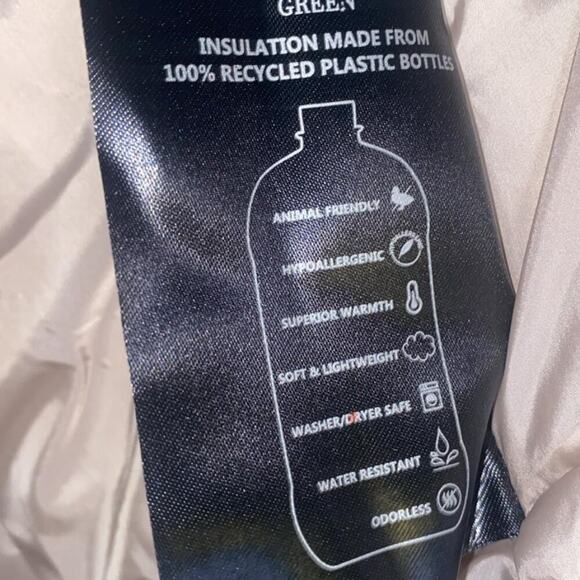 GREEN
INSULATION MADE FROM
100% RECYCLED PLASTIC BOTTLES
ANIMAL FRIENDLY
HYPOALLERGENIC
SUPERIOR WARMTH
SOFT & LIGHTWEIGHT
WASHER/DRYER SAFE
WATER RESISTANT
ODORLESS